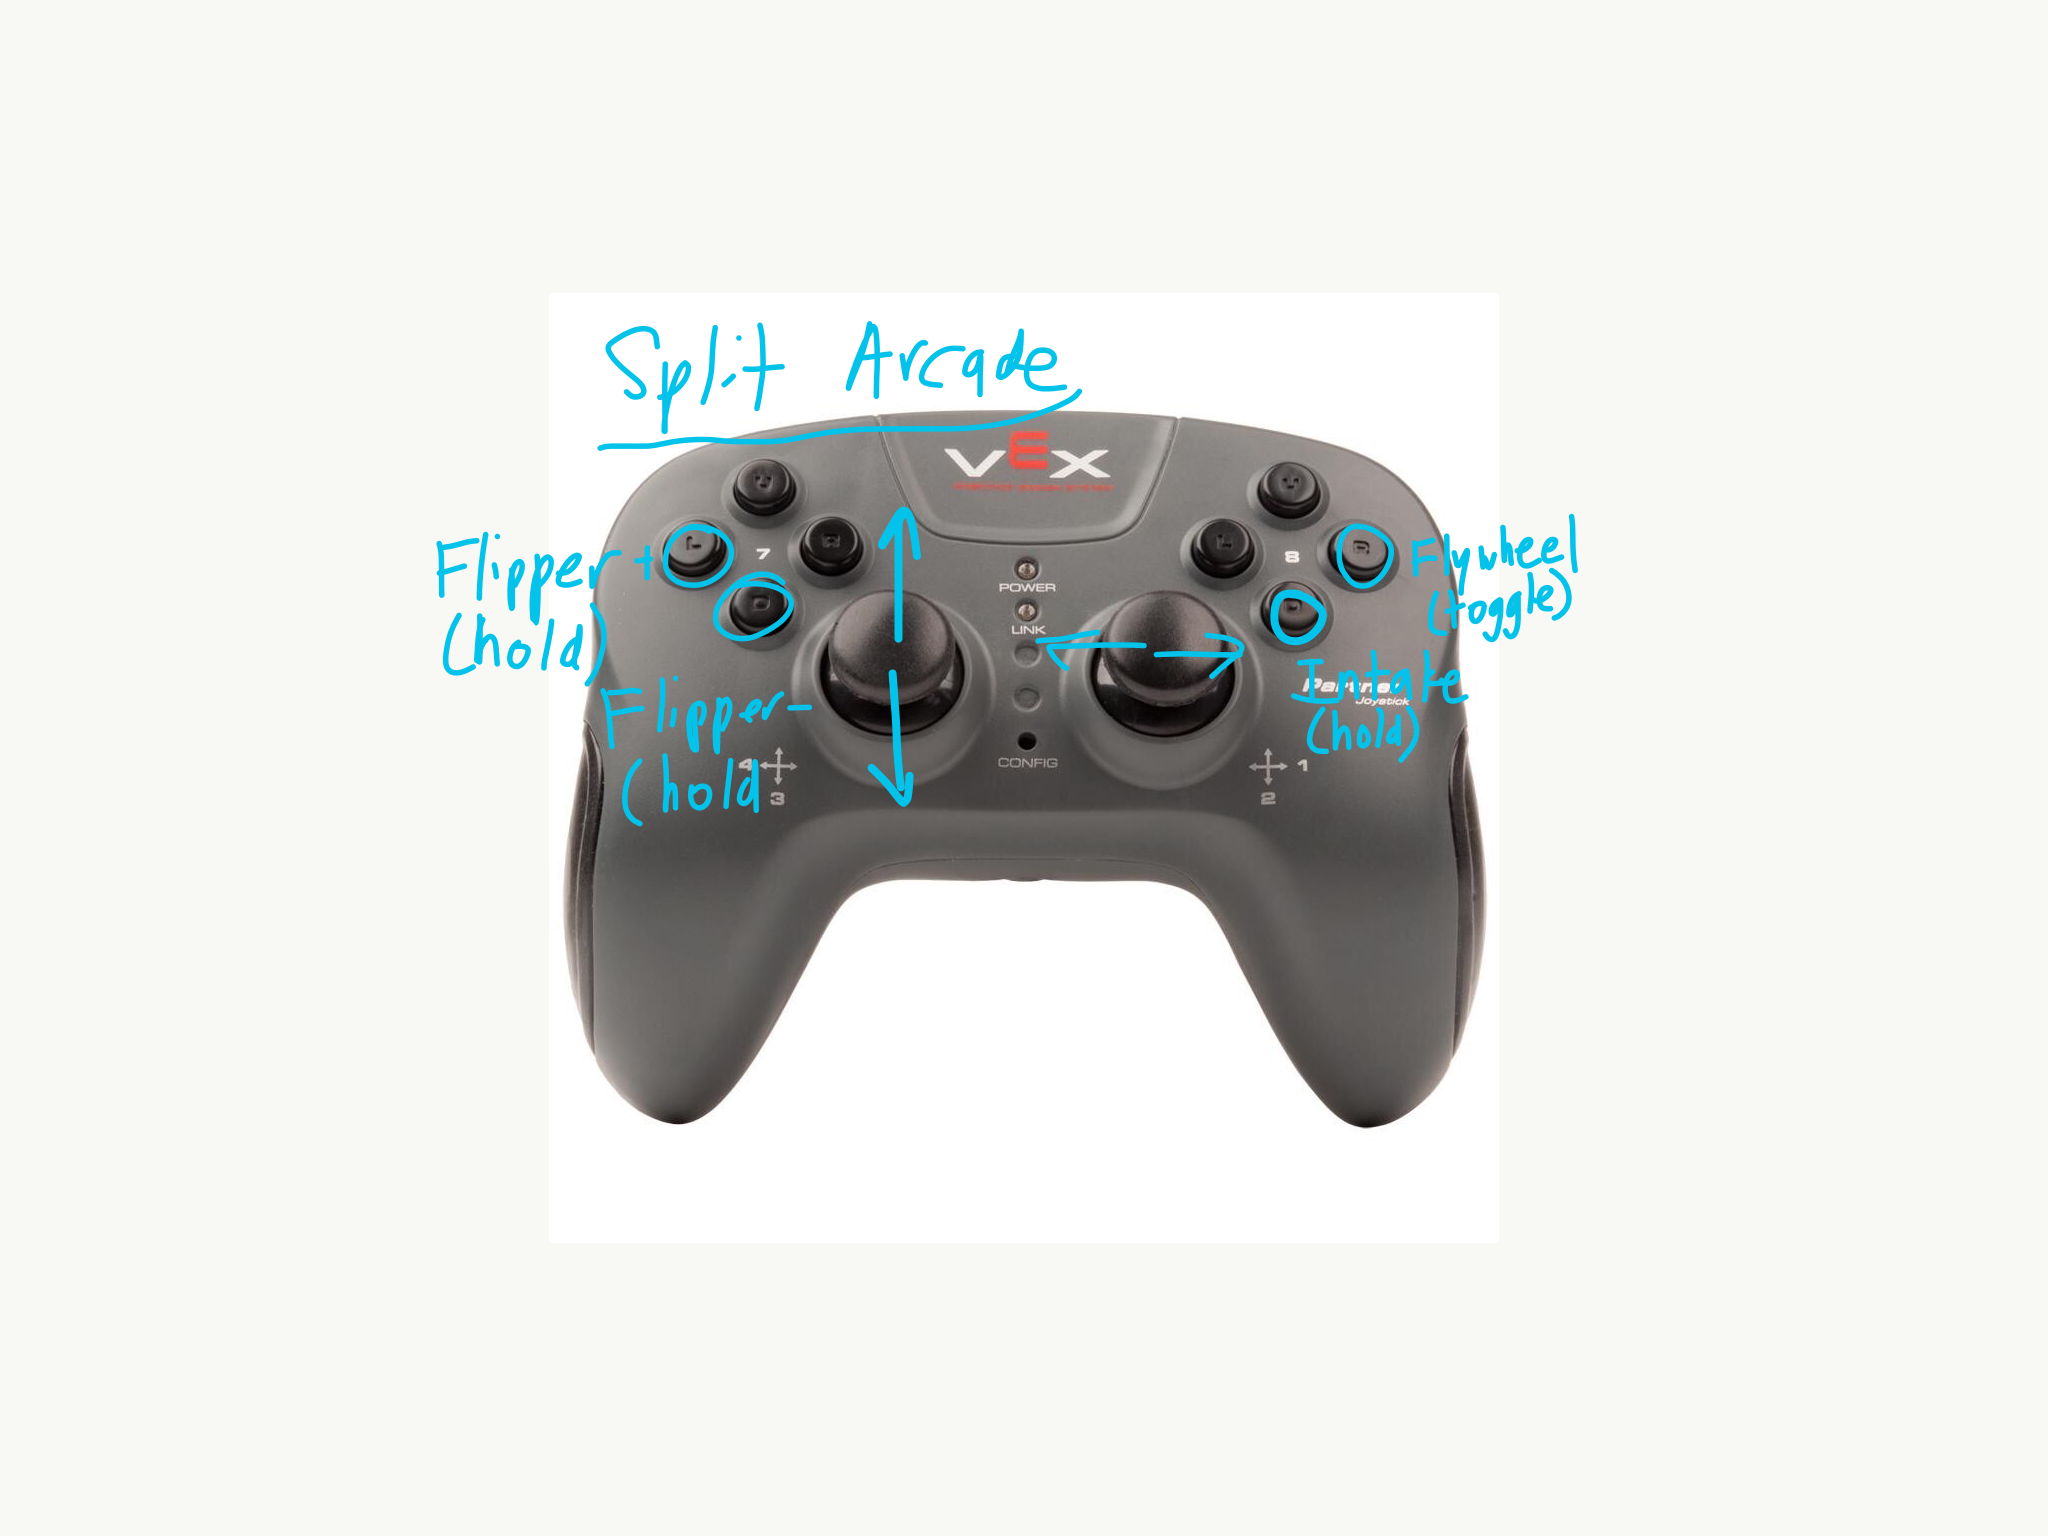 Split Arcade
VEX
U
U
L
7
R
L
8
R
D
D
Flipper +
(hold)
Flywheel
(toggle)
POWER
LINK
Flipper -
(hold
Intake
(hold)
Partner
Joystick
CONFIG
4
3
1
2